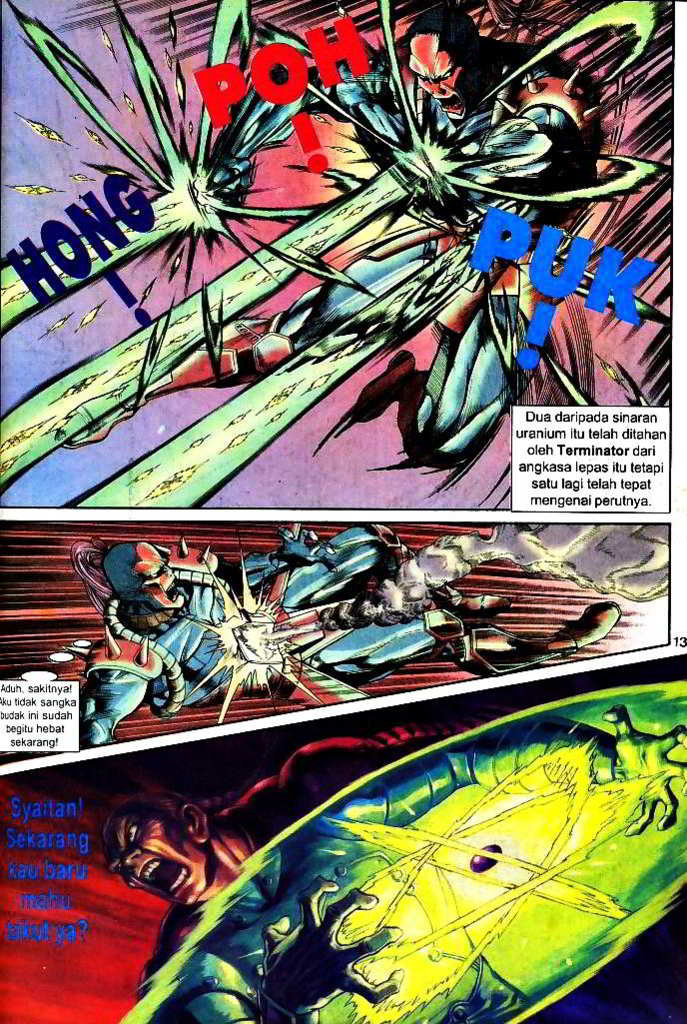 POH!
HONG!
PUK!
Dua daripada sinaran
uranium itu telah ditahan
oleh Terminator dari
angkasa lepas itu tetapi
satu lagi telah tepat
mengenai perutnya.
13
Aduh, sakitnya!
Aku tidak sangka
budak ini sudah
begitu hebat
sekarang!
Syaitan!
Sekarang
kau baru
mahu
takut ya?